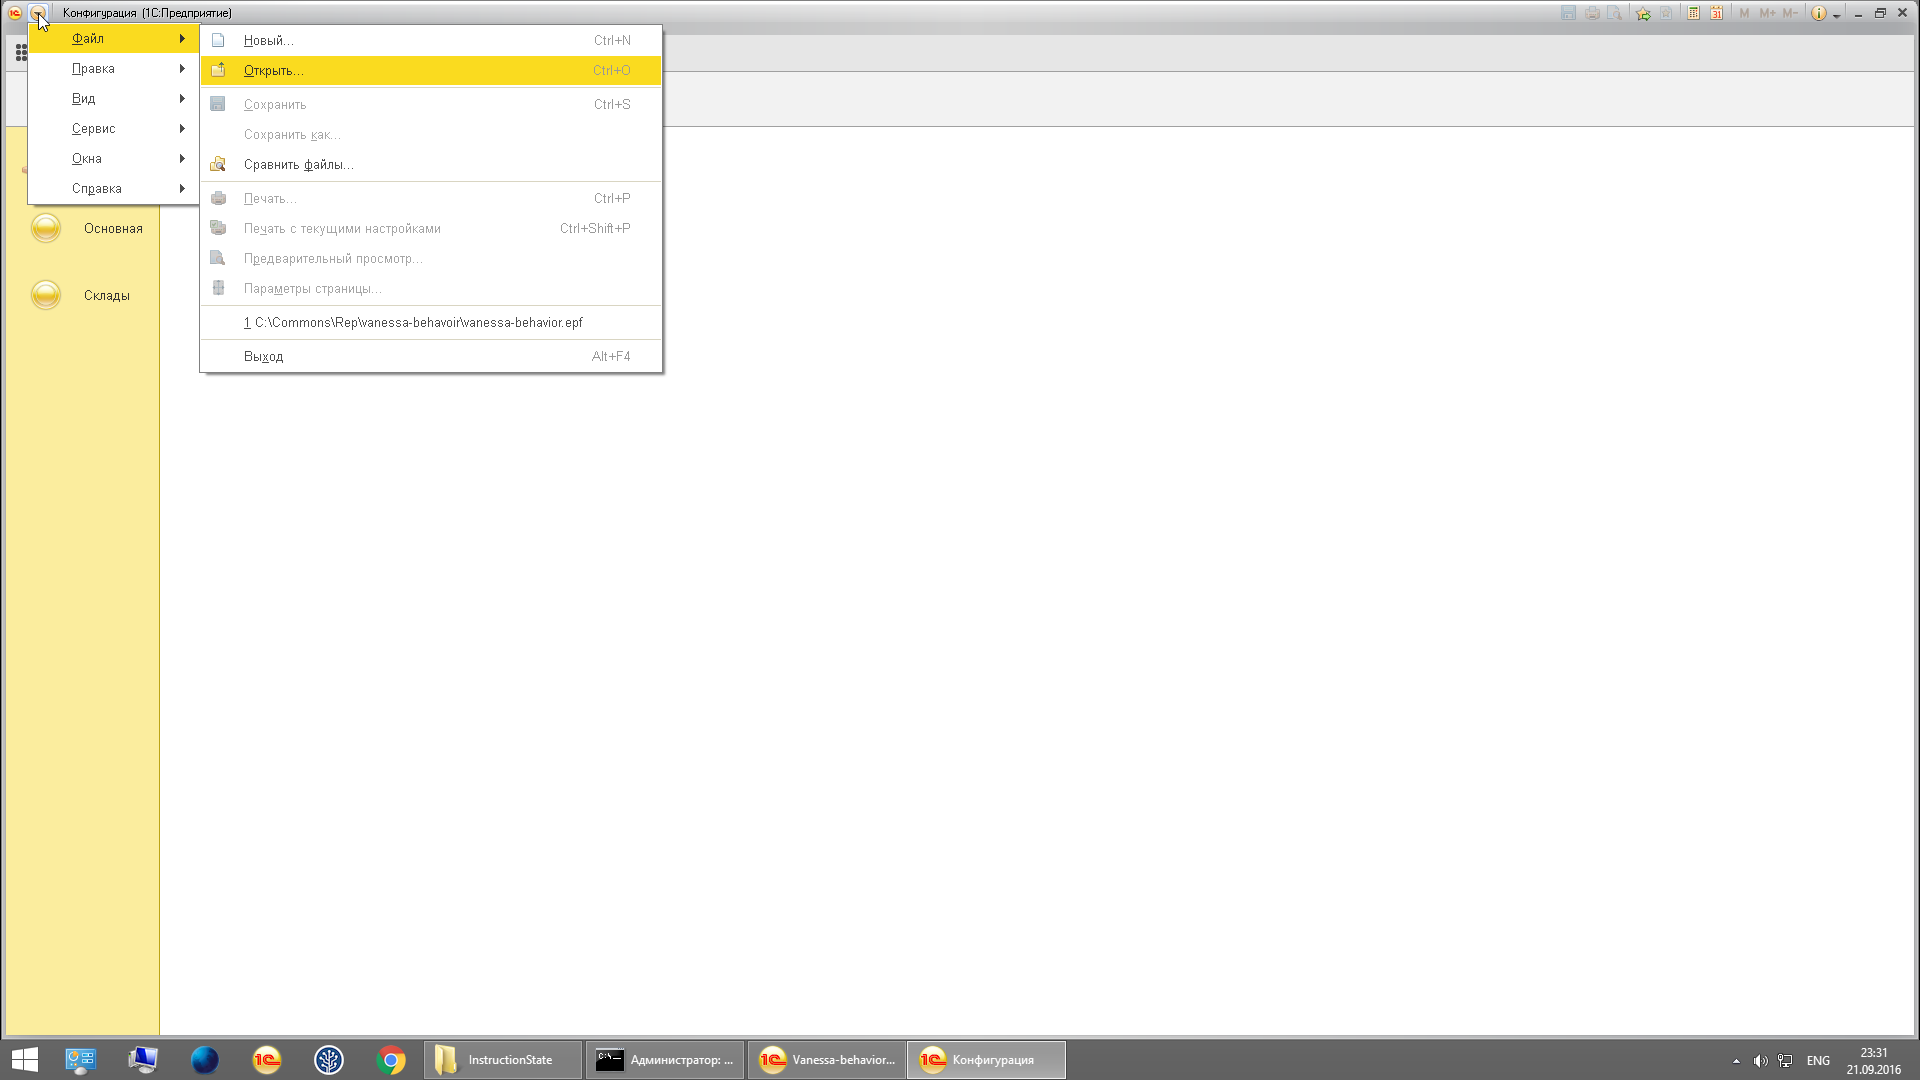 Конфигурация (1С:Предприятие)
M M+ M-
Файл
Правка
Вид
Сервис
Окна
Справка
Новый... Ctrl+N
Открыть... Ctrl+O
Сохранить Ctrl+S
Сохранить как...
Сравнить файлы...
Печать... Ctrl+P
Печать с текущими настройками Ctrl+Shift+P
Предварительный просмотр...
Параметры страницы...
1 C:\Commons\Rep\vanessa-behavoir\vanessa-behavior.epf
Выход Alt+F4
Основная
Склады
InstructionState
Администратор: ...
Vanessa-behavior...
Конфигурация
ENG
23:31
21.09.2016